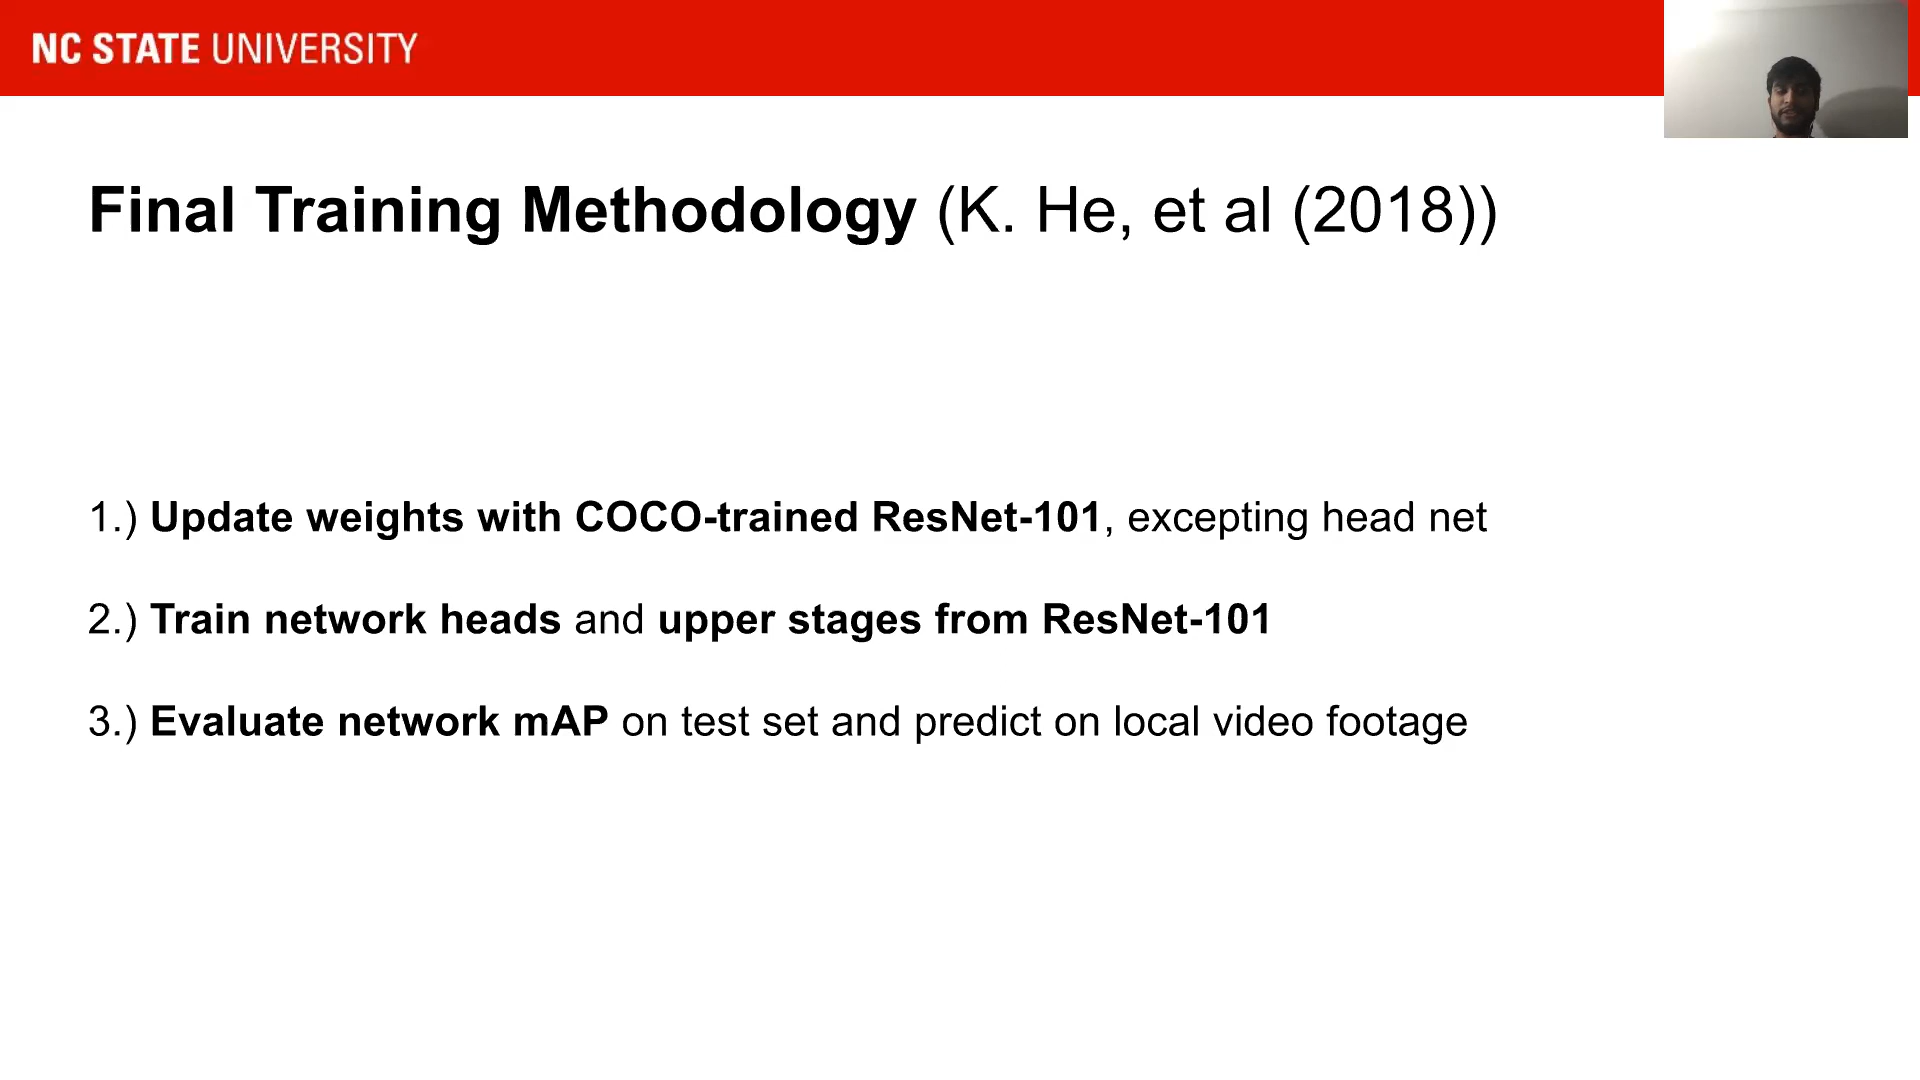 NC STATE UNIVERSITY
Final Training Methodology (K. He, et al (2018))
1.) Update weights with COCO-trained ResNet-101, excepting head net
2.) Train network heads and upper stages from ResNet-101
3.) Evaluate network mAP on test set and predict on local video footage